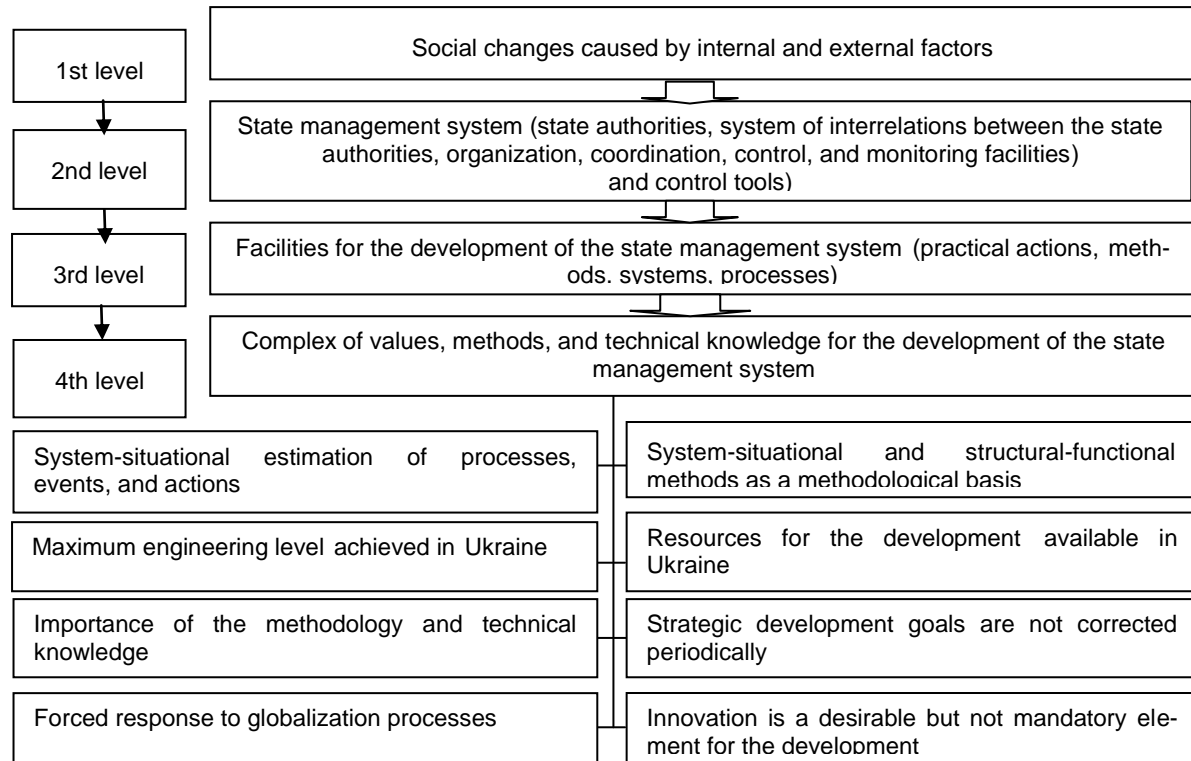 1st level
Social changes caused by internal and external factors
2nd level
State management system (state authorities, system of interrelations between the state
authorities, organization, coordination, control, and monitoring facilities)
and control tools)
3rd level
Facilities for the development of the state management system (practical actions, meth-
ods, systems, processes)
4th level
Complex of values, methods, and technical knowledge for the development of the state
management system
System-situational estimation of processes,
events, and actions
System-situational and structural-functional
methods as a methodological basis
Maximum engineering level achieved in Ukraine
Resources for the development available in
Ukraine
Importance of the methodology and technical
knowledge
Strategic development goals are not corrected
periodically
Forced response to globalization processes
Innovation is a desirable but not mandatory ele-
ment for the development